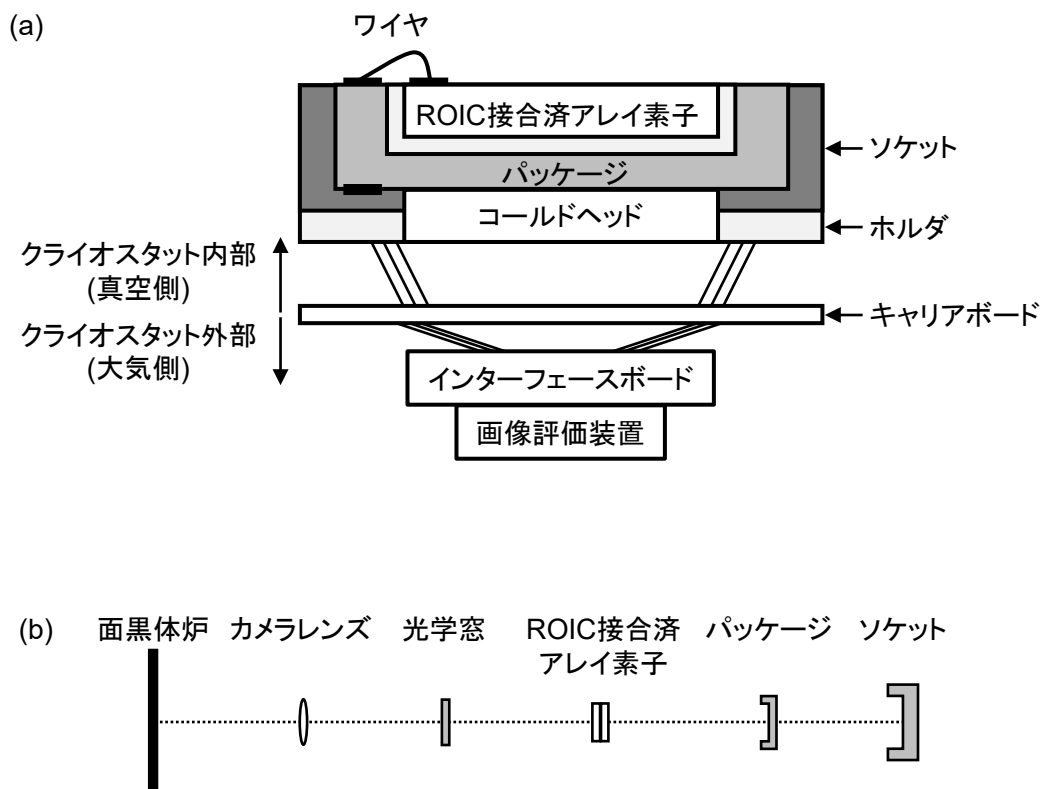 (a)
ワイヤ
ROIC接合済アレイ素子
ソケット
パッケージ
コールドヘッド
ホルダ
クライオスタット内部
(真空側)
キャリアボード
クライオスタット外部
(大気側)
インターフェースボード
画像評価装置
(b)
面黒体炉
カメラレンズ
光学窓
ROIC接合済
アレイ素子
パッケージ
ソケット